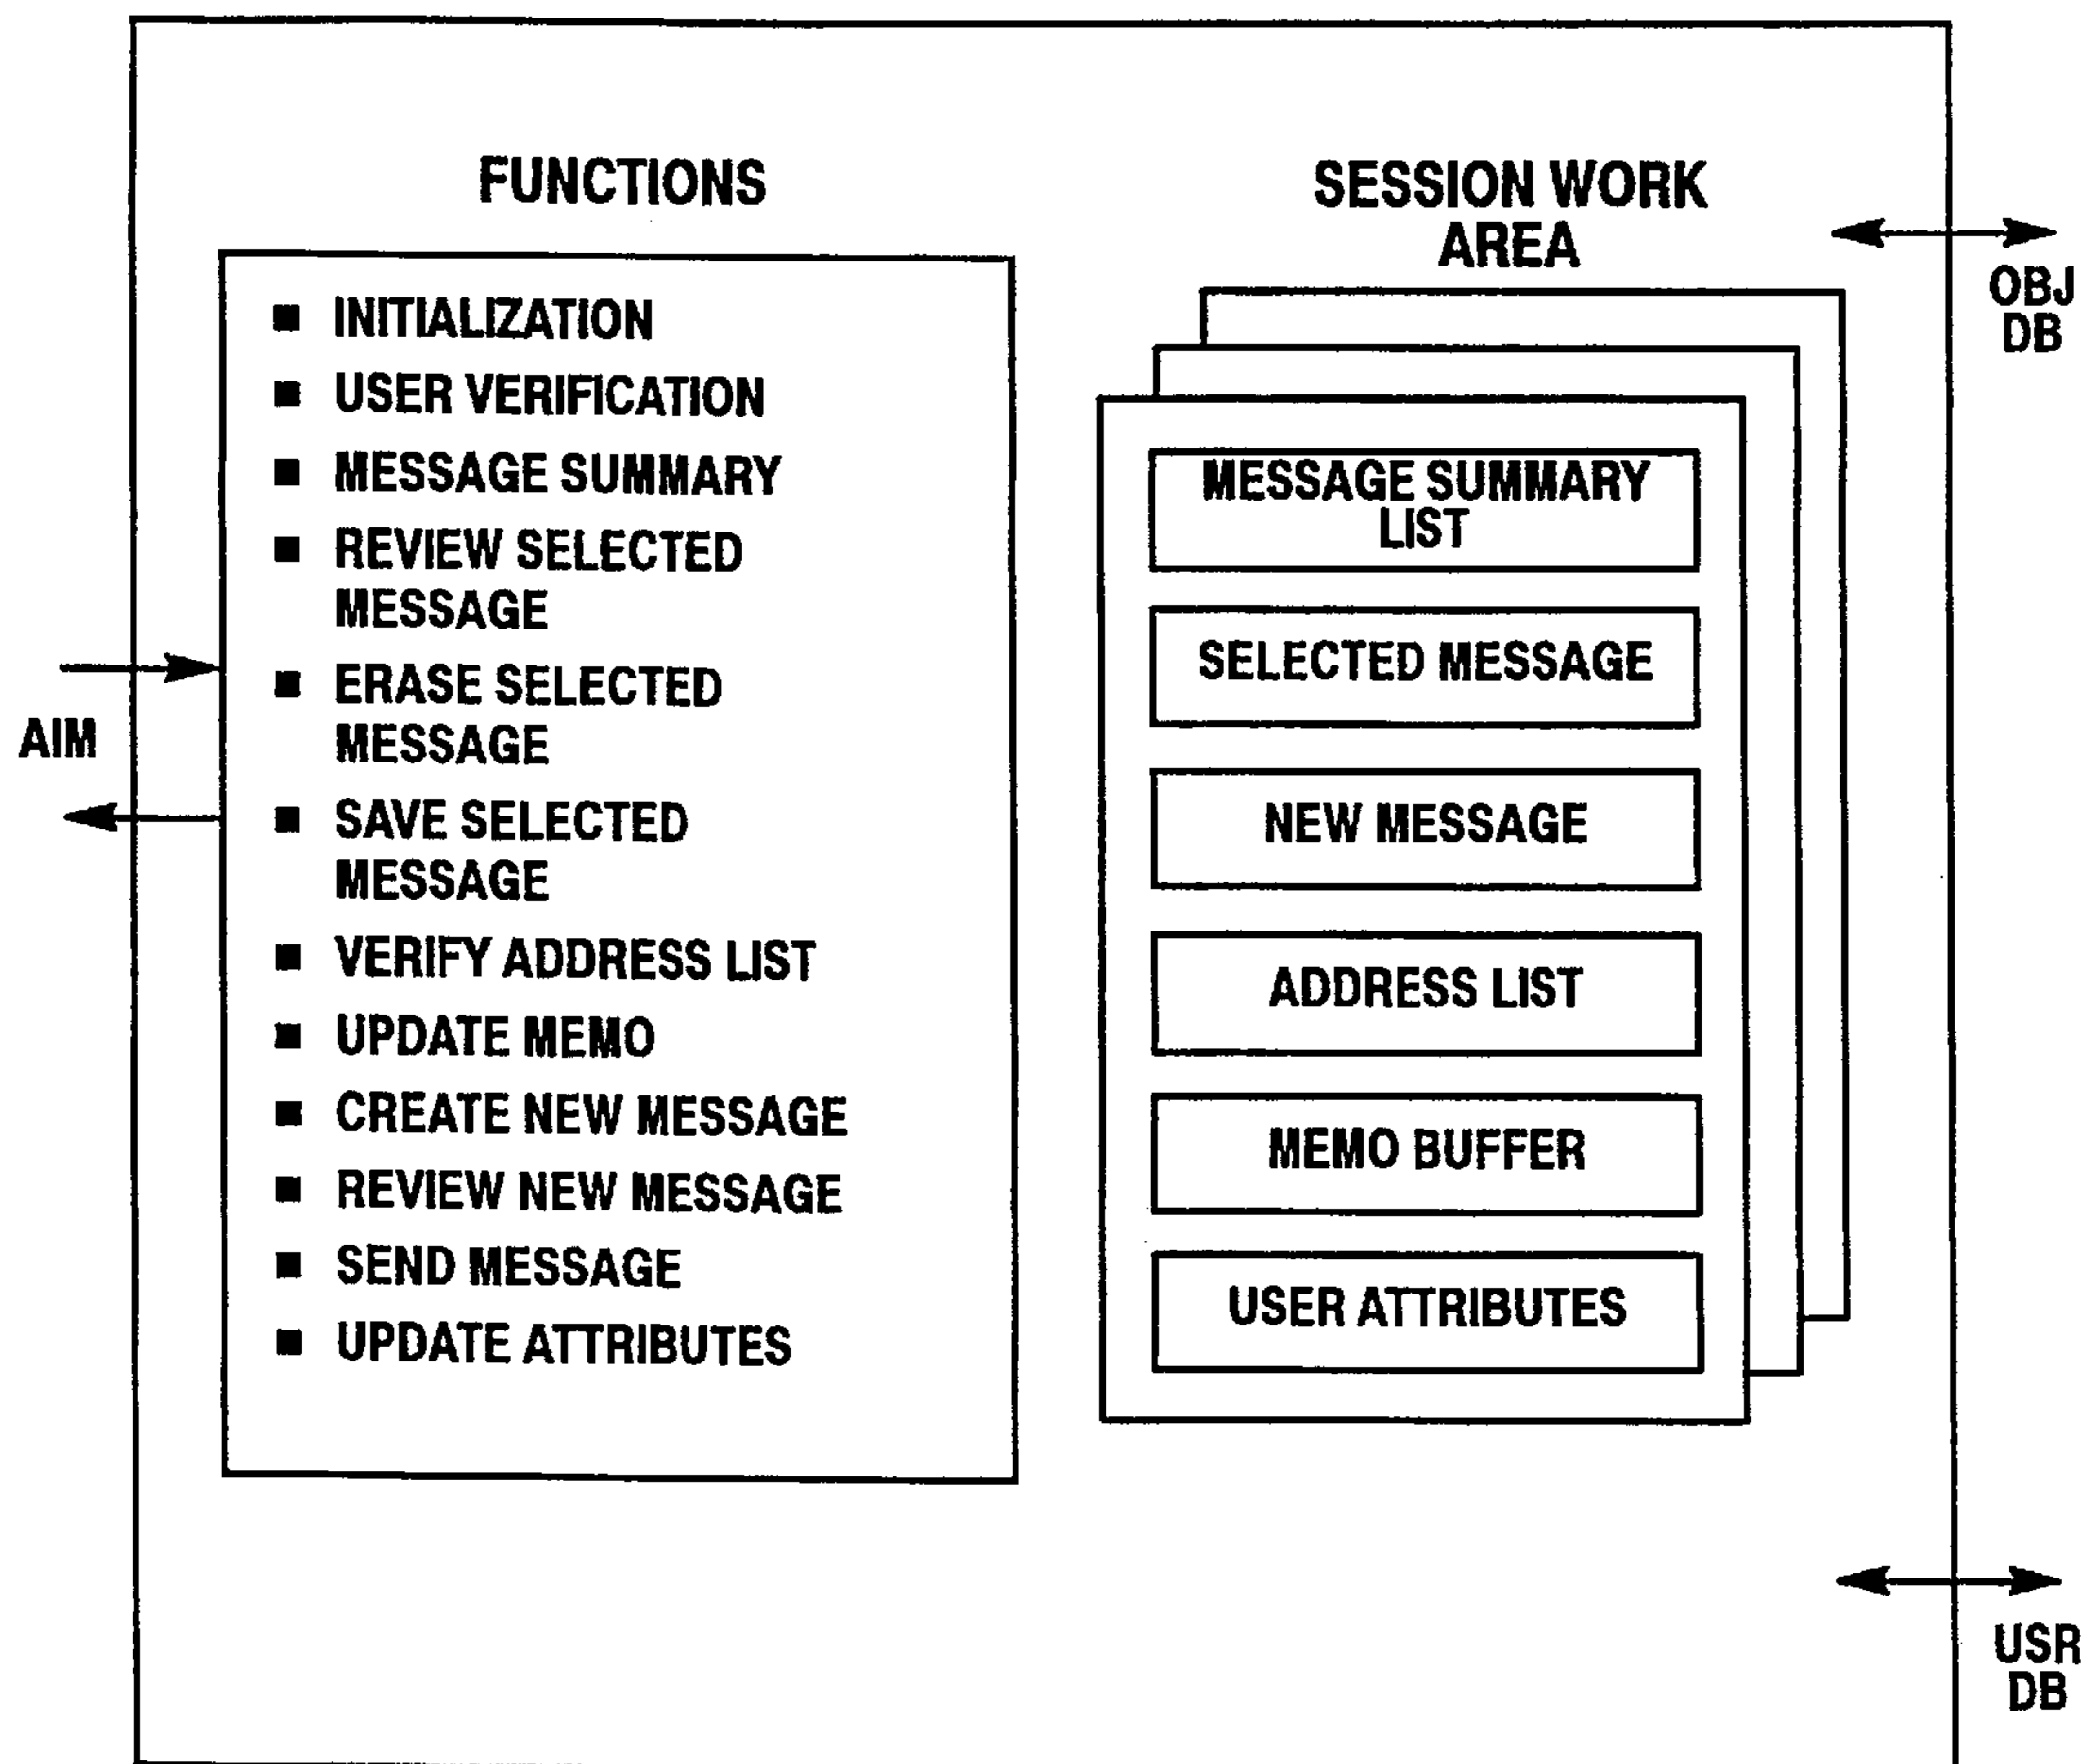 FUNCTIONS
■ INITIALIZATION
■ USER VERIFICATION
■ MESSAGE SUMMARY
■ REVIEW SELECTED
MESSAGE
■ ERASE SELECTED
MESSAGE
■ SAVE SELECTED
MESSAGE
■ VERIFY ADDRESS LIST
■ UPDATE MEMO
■ CREATE NEW MESSAGE
■ REVIEW NEW MESSAGE
■ SEND MESSAGE
■ UPDATE ATTRIBUTES
AIM
SESSION WORK
AREA
MESSAGE SUMMARY
LIST
SELECTED MESSAGE
NEW MESSAGE
ADDRESS LIST
MEMO BUFFER
USER ATTRIBUTES
OBJ
DB
USR
DB